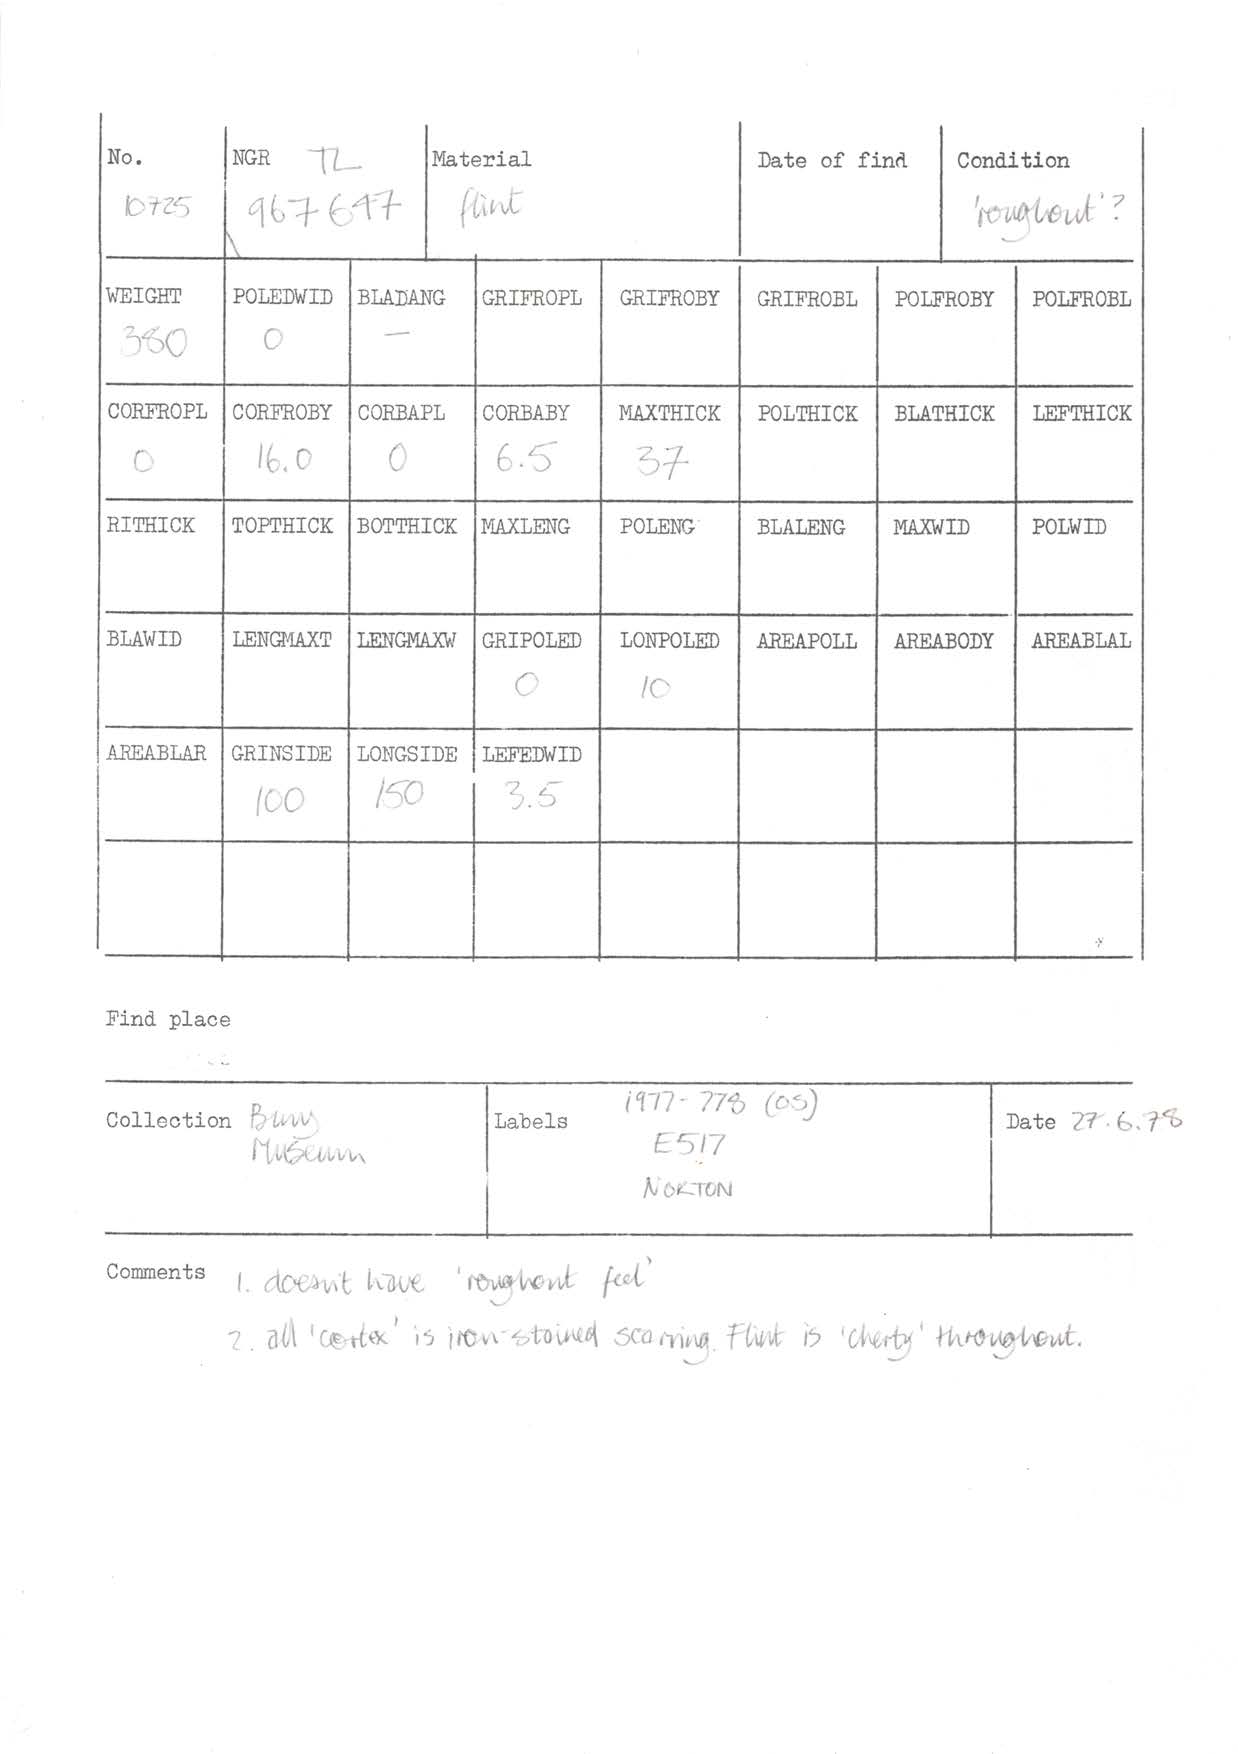 No. NGR TL Material Date of find Condition
10725 967647 flint 'roughout'?
WEIGHT POLEDWID BLADANG GRIFROPL GRIFROBY GRIFROBL POLFROBY POLFROBL
380 0 —
CORFROPL CORFROBY CORBAPL CORBABY MAXTHICK POLTHICK BLATHICK LEFTHICK
0 16.0 0 6.5 37
RITHICK TOPTHICK BOTTHICK MAXLENG POLENG BLALENG MAXWID POLWID
BLAWID LENGMAXT LENGMAXW GRIPOLED LONPOLED AREAPOLL AREABODY AREABLAL
0 10
AREABLAR GRINSIDE LONGSIDE LEFEDWID
100 150 3.5
Find place
Collection Bury Museum
Labels 1977-778 (OS)
E517
NORTON
Date 27.6.78
Comments 1. doesn't have 'roughout feel'
2. all 'cortex' is iron-stained scarring. Flint is 'cherty' throughout.